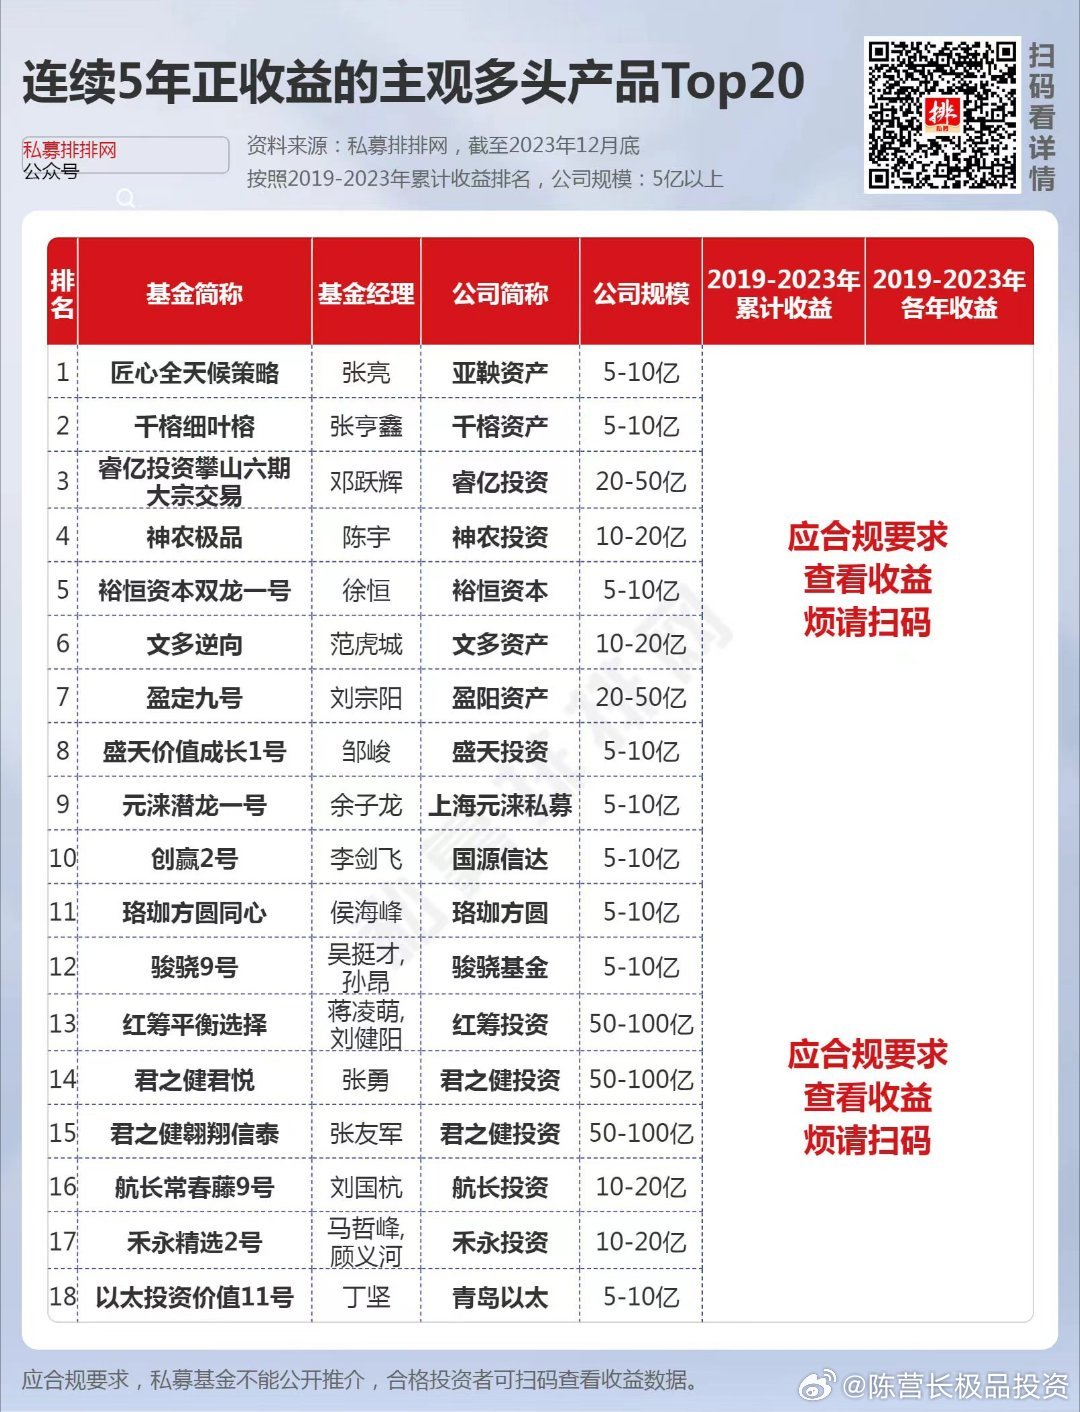 连续5年正收益的主观多头产品Top20
私募排排网
公众号
资料来源：私募排排网，截至2023年12月底
按照2019-2023年累计收益排名，公司规模：5亿以上
扫码看详情
排
私募
排名 基金简称 基金经理 公司简称 公司规模 2019-2023年累计收益 2019-2023年各年收益
1 匠心全天候策略 张亮 亚鞅资产 5-10亿
2 千榕细叶榕 张亨鑫 千榕资产 5-10亿
3 睿亿投资攀山六期大宗交易 邓跃辉 睿亿投资 20-50亿
4 神农极品 陈宇 神农投资 10-20亿
5 裕恒资本双龙一号 徐恒 裕恒资本 5-10亿
6 文多逆向 范虎城 文多资产 10-20亿
7 盈定九号 刘宗阳 盈阳资产 20-50亿
8 盛天价值成长1号 邹峻 盛天投资 5-10亿
9 元涞潜龙一号 余子龙 上海元涞私募 5-10亿
10 创赢2号 李剑飞 国源信达 5-10亿
11 珞珈方圆同心 侯海峰 珞珈方圆 5-10亿
12 骏骁9号 吴挺才,孙昂 骏骁基金 5-10亿
13 红筹平衡选择 蒋凌萌,刘健阳 红筹投资 50-100亿
14 君之健君悦 张勇 君之健投资 50-100亿
15 君之健翱翔信泰 张友军 君之健投资 50-100亿
16 航长常春藤9号 刘国杭 航长投资 10-20亿
17 禾永精选2号 马哲峰,顾义河 禾永投资 10-20亿
18 以太投资价值11号 丁坚 青岛以太 5-10亿
应合规要求
查看收益
烦请扫码
应合规要求
查看收益
烦请扫码
私募排排网
应合规要求，私募基金不能公开推介，合格投资者可扫码查看收益数据。
@陈营长极品投资